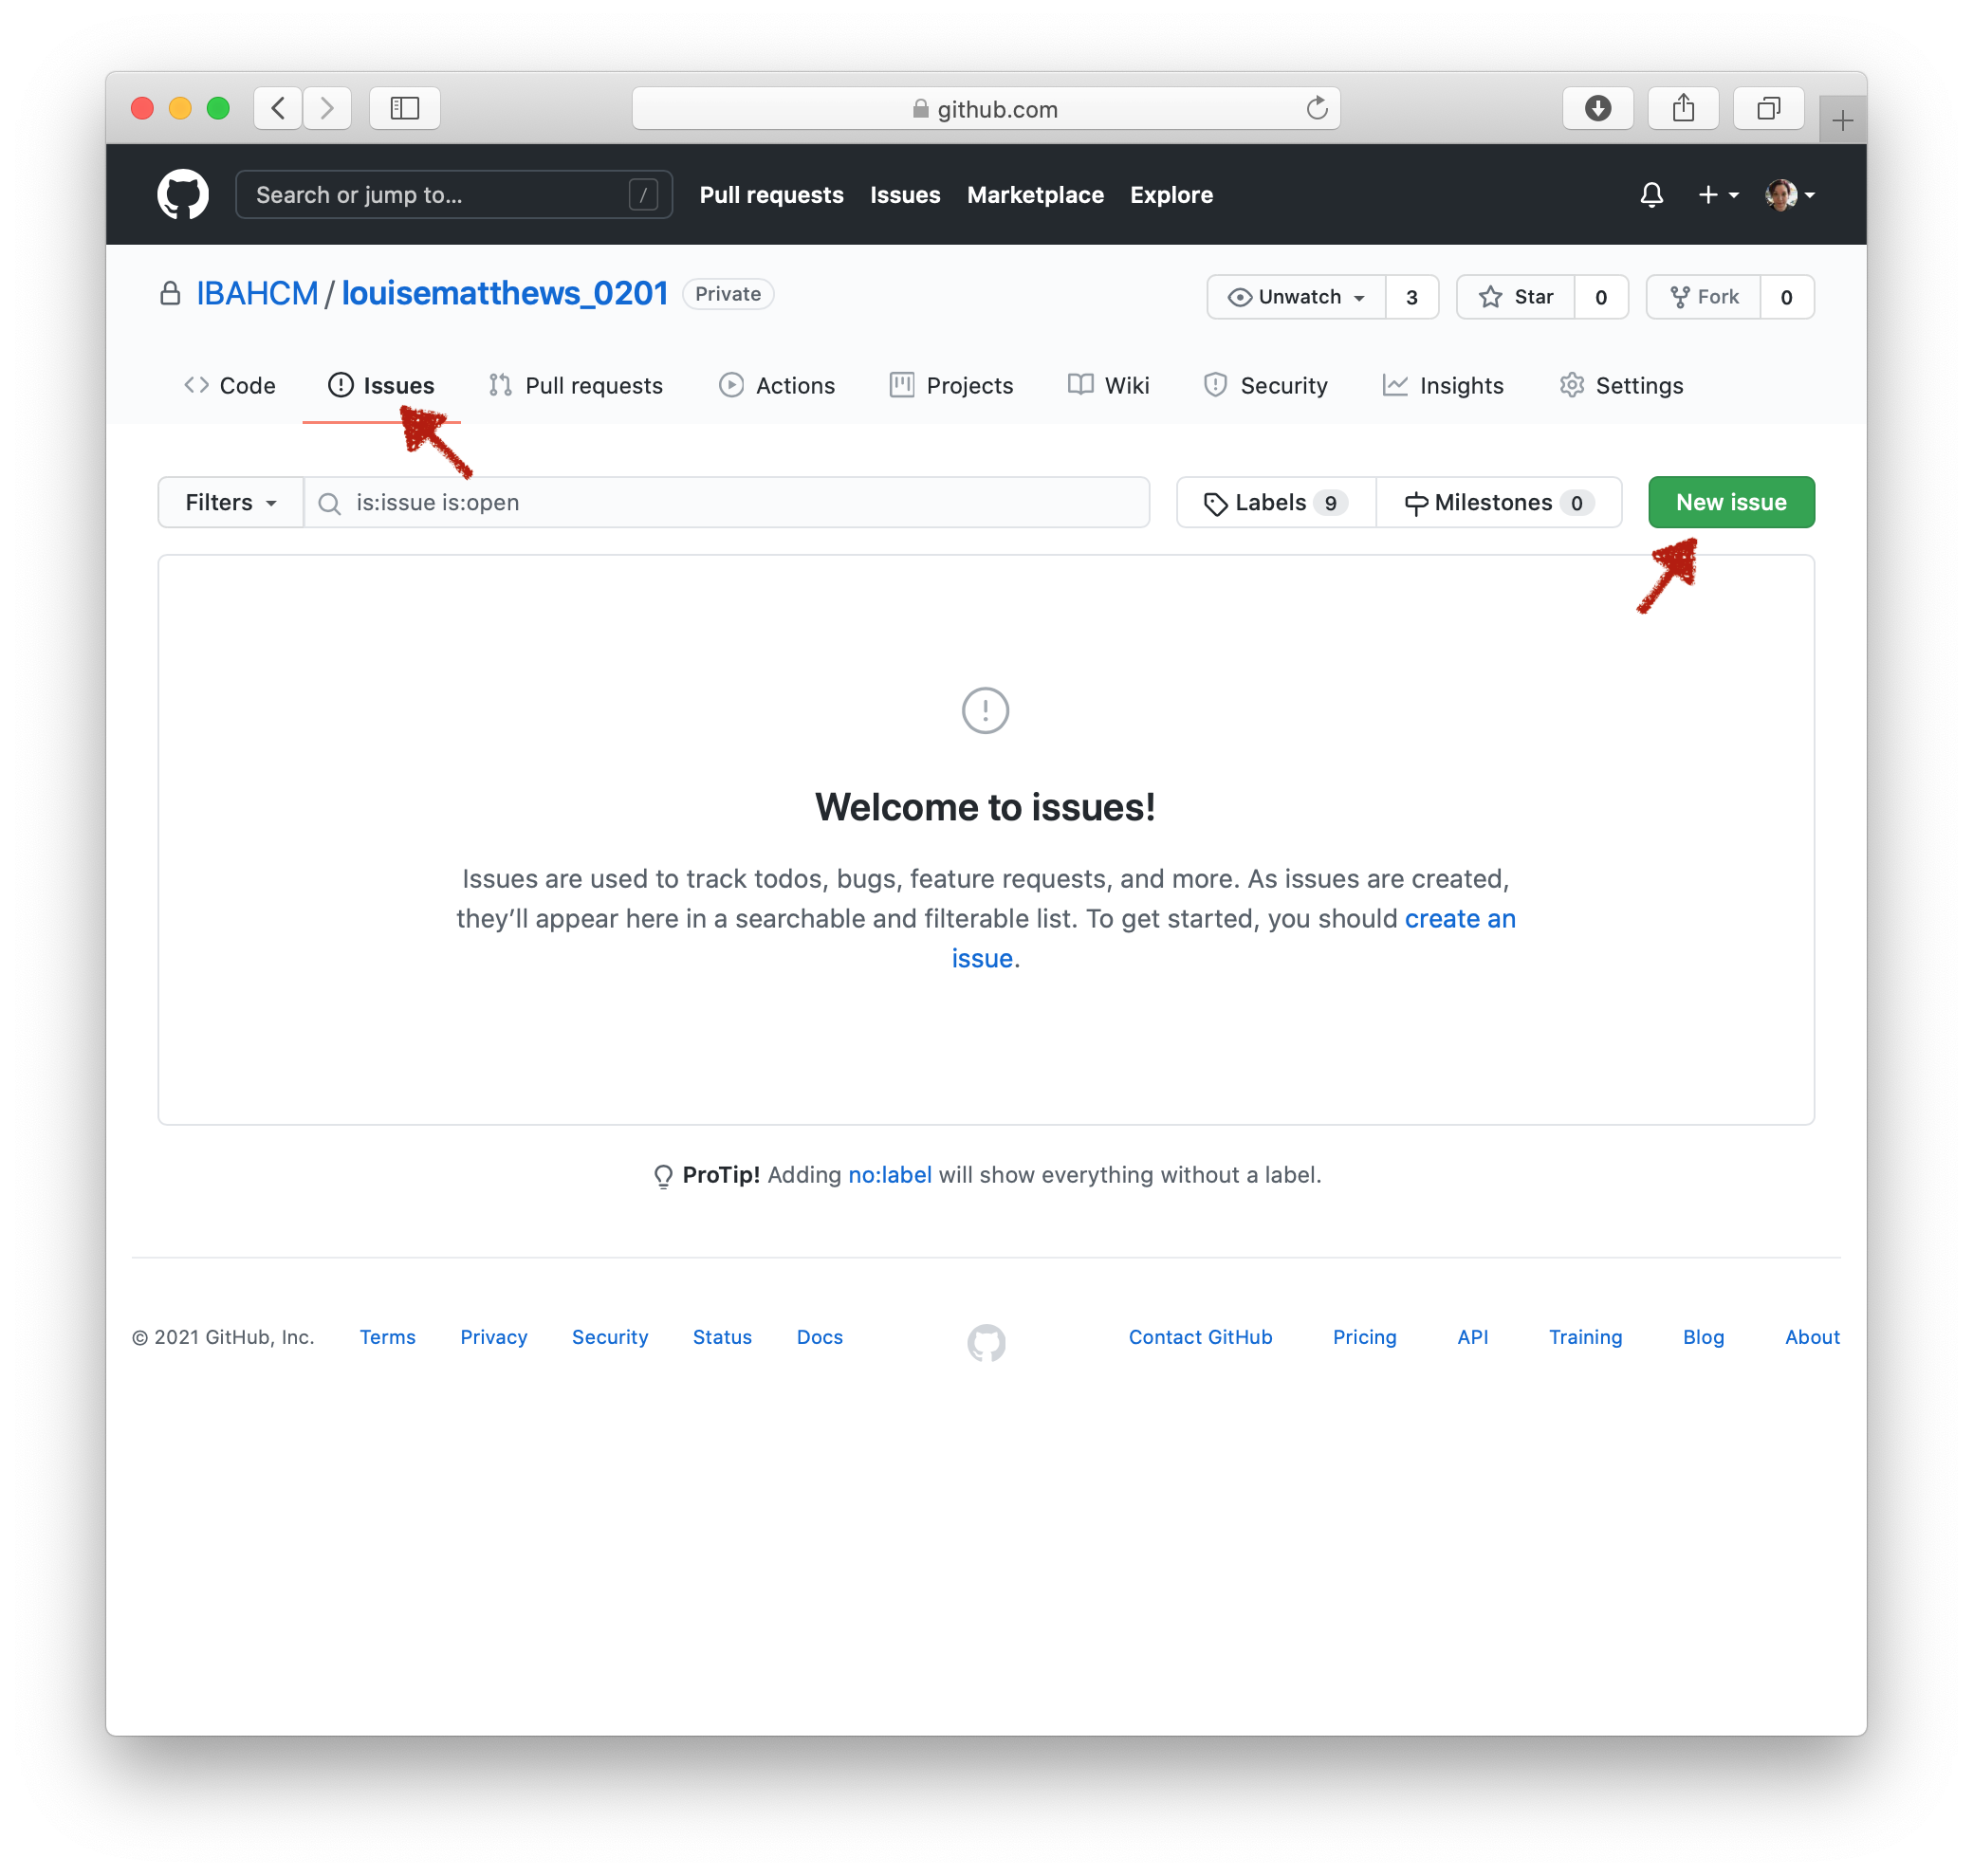 github.com
Search or jump to... /
Pull requests Issues Marketplace Explore
IBAHCM / louisematthews_0201 Private
Unwatch 3 Star 0 Fork 0
Code Issues Pull requests Actions Projects Wiki Security Insights Settings
Filters is:issue is:open Labels 9 Milestones 0 New issue
Welcome to issues!
Issues are used to track todos, bugs, feature requests, and more. As issues are created,
they’ll appear here in a searchable and filterable list. To get started, you should create an
issue.
ProTip! Adding no:label will show everything without a label.
© 2021 GitHub, Inc. Terms Privacy Security Status Docs Contact GitHub Pricing API Training Blog About